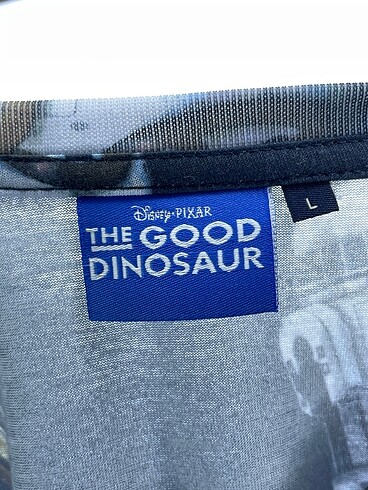 Disney·PIXAR
THE GOOD
DINOSAUR
L